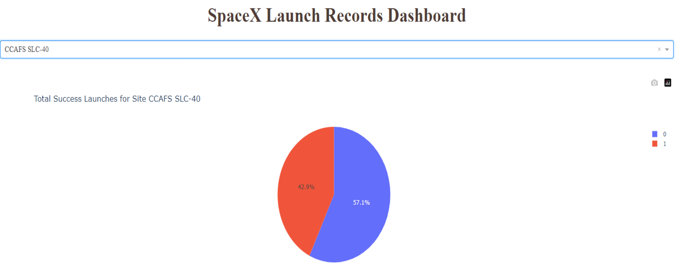 SpaceX Launch Records Dashboard
CCAFS SLC-40
Total Success Launches for Site CCAFS SLC-40
0
1
42.9%
57.1%